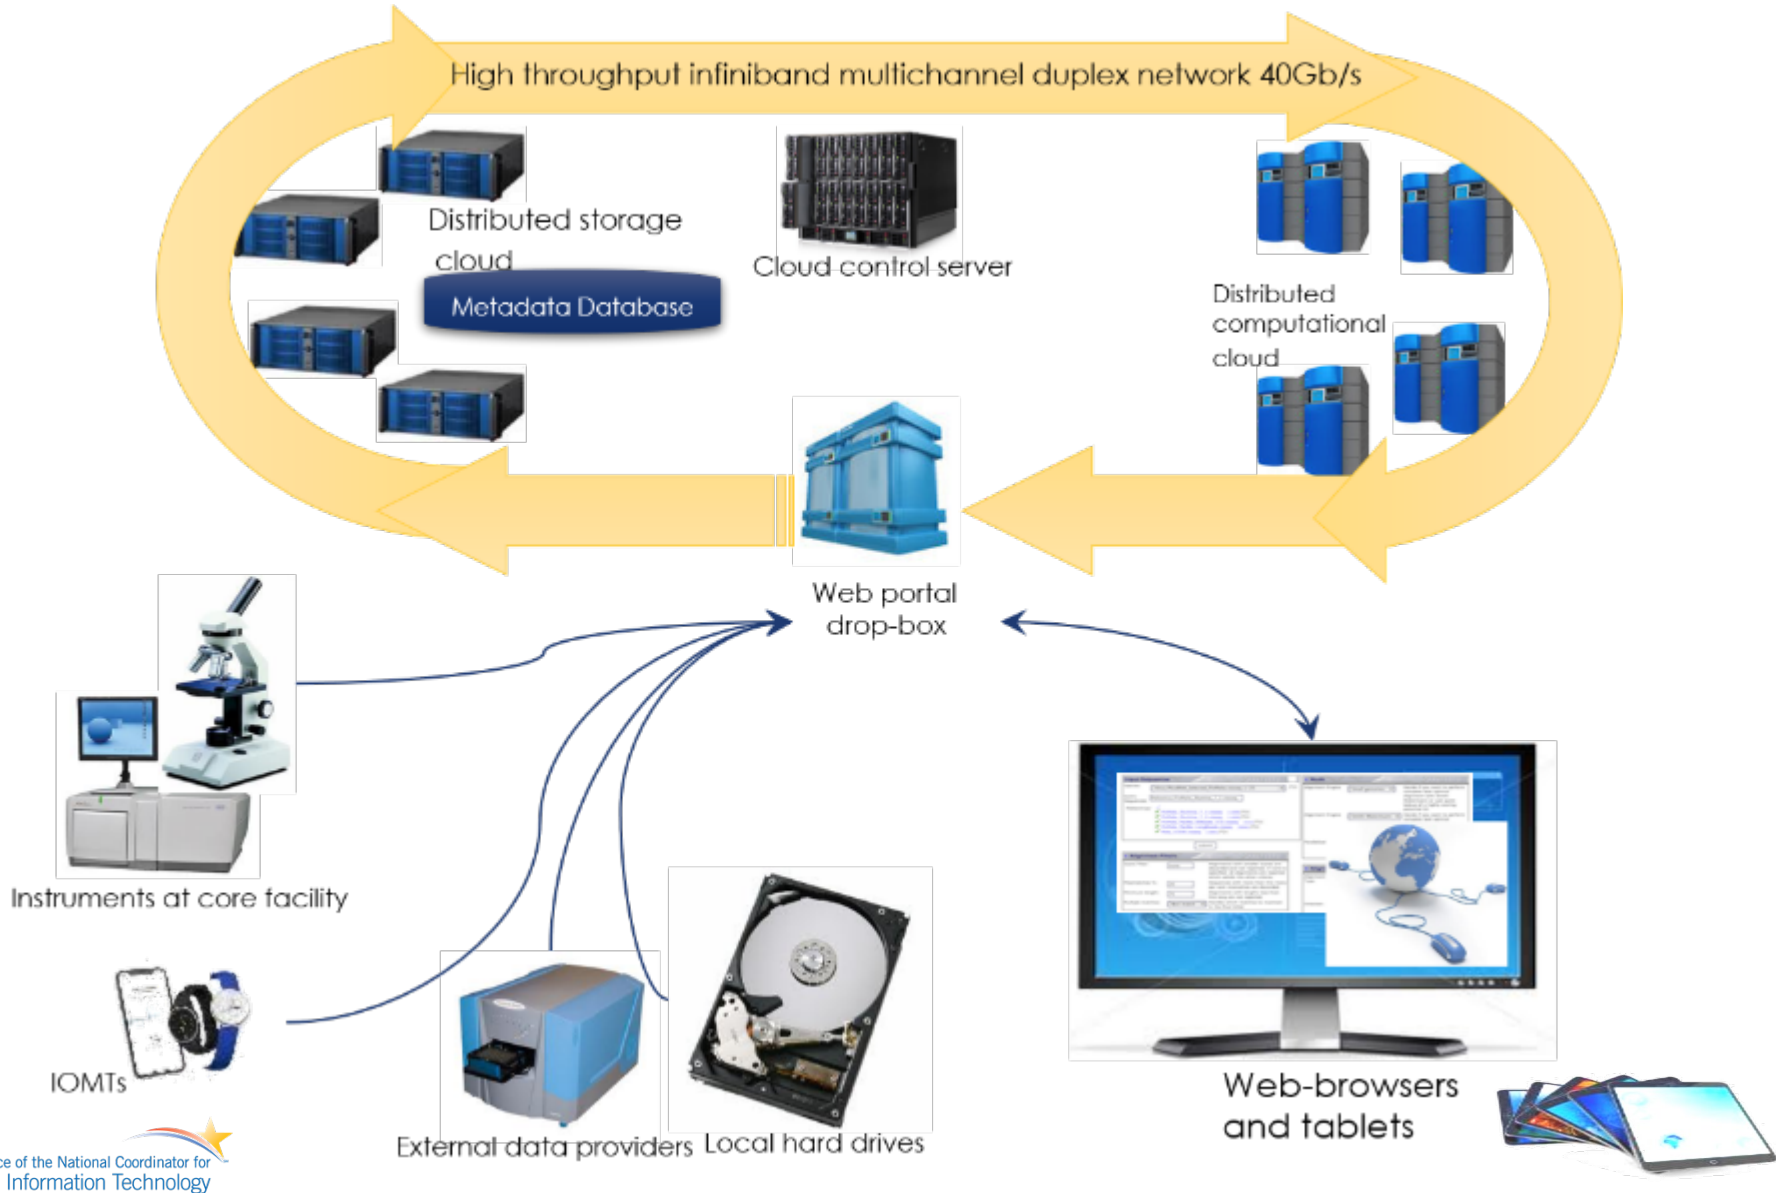 High throughput infiniband multichannel duplex network 40Gb/s
Distributed storage
cloud
Metadata Database
Cloud control server
Distributed
computational
cloud
Web portal
drop-box
Instruments at core facility
IOMTs
External data providers
Local hard drives
Web-browsers
and tablets
of the National Coordinator for
Information Technology